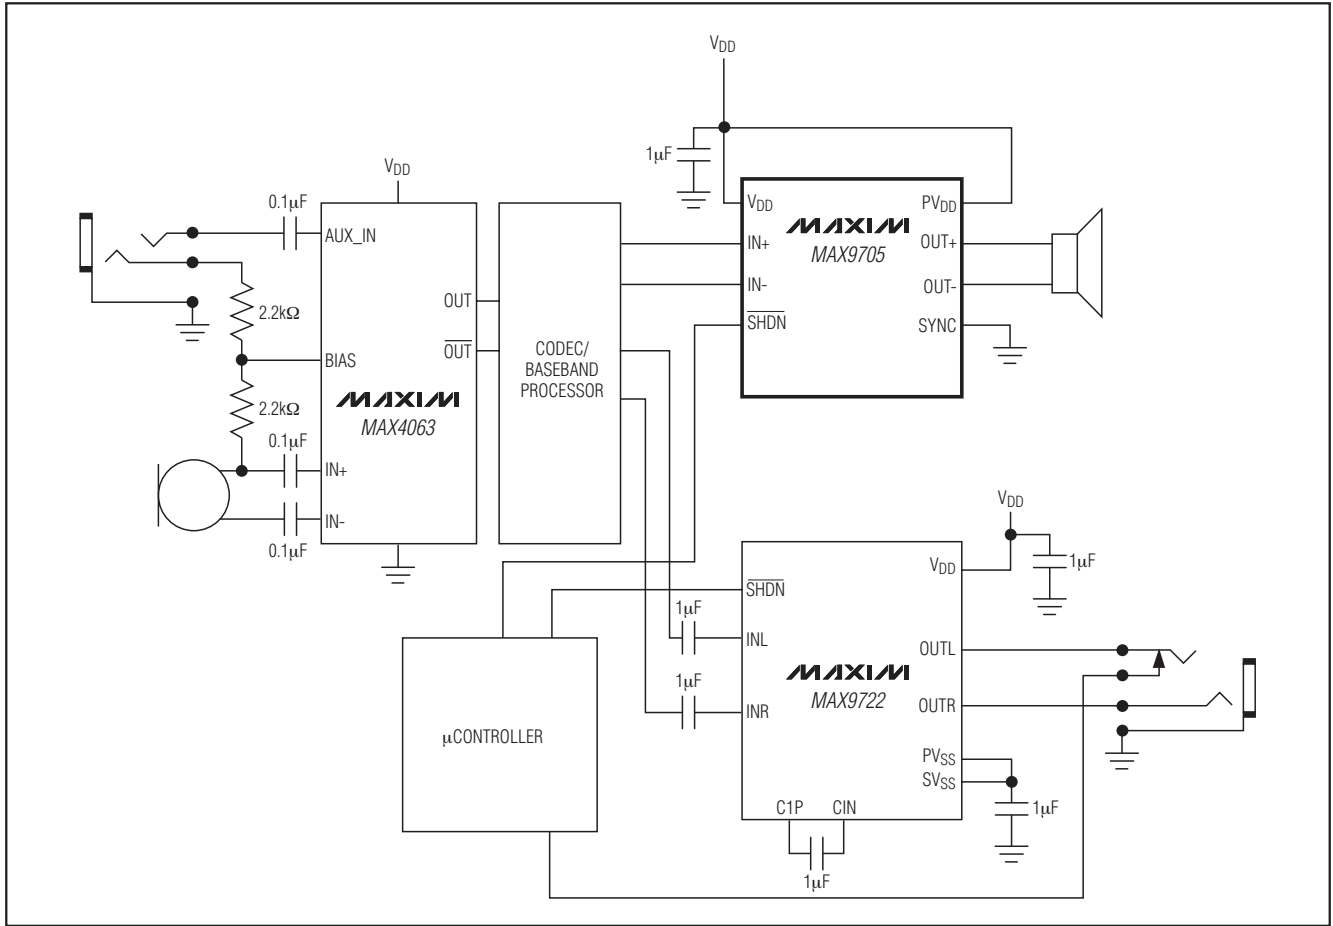 VDD
1µF
VDD
0.1µF
AUX_IN
2.2kΩ
BIAS
2.2kΩ
0.1µF
IN+
IN-
0.1µF
MAXIM
MAX4063
OUT
OUT
CODEC/
BASEBAND
PROCESSOR
VDD
PVDD
MAXIM
MAX9705
IN+
OUT+
IN-
OUT-
SHDN
SYNC
VDD
1µF
VDD
SHDN
1µF
INL
OUTL
MAXIM
MAX9722
1µF
INR
OUTR
PVSS
SVSS
1µF
C1P
CIN
1µF
µCONTROLLER